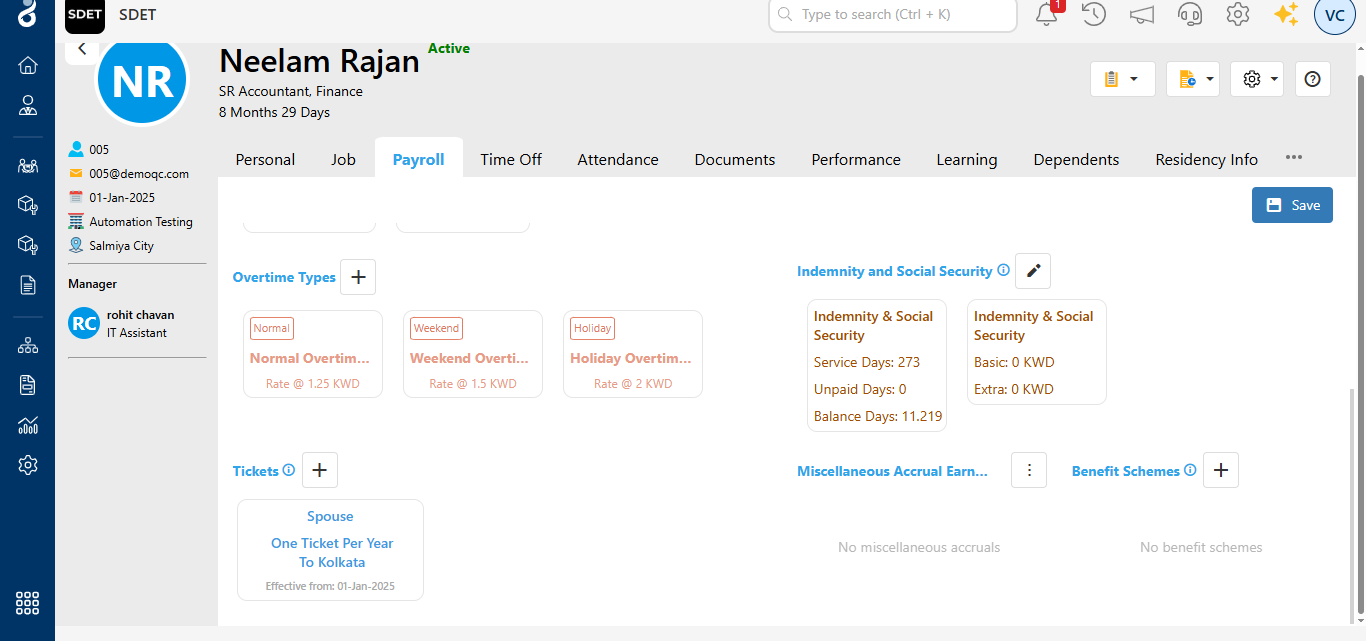 SDET
SDET
Type to search (Ctrl + K)
1
VC
NR
Neelam Rajan
Active
SR Accountant, Finance
8 Months 29 Days
005
005@demoqc.com
01-Jan-2025
Automation Testing
Salmiya City
Manager
RC
rohit chavan
IT Assistant
Personal
Job
Payroll
Time Off
Attendance
Documents
Performance
Learning
Dependents
Residency Info
Save
Overtime Types
Normal
Normal Overtim...
Rate @ 1.25 KWD
Weekend
Weekend Overti...
Rate @ 1.5 KWD
Holiday
Holiday Overtim...
Rate @ 2 KWD
Indemnity and Social Security
Indemnity & Social
Security
Service Days: 273
Unpaid Days: 0
Balance Days: 11.219
Indemnity & Social
Security
Basic: 0 KWD
Extra: 0 KWD
Tickets
Spouse
One Ticket Per Year
To Kolkata
Effective from: 01-Jan-2025
Miscellaneous Accrual Earn...
No miscellaneous accruals
Benefit Schemes
No benefit schemes